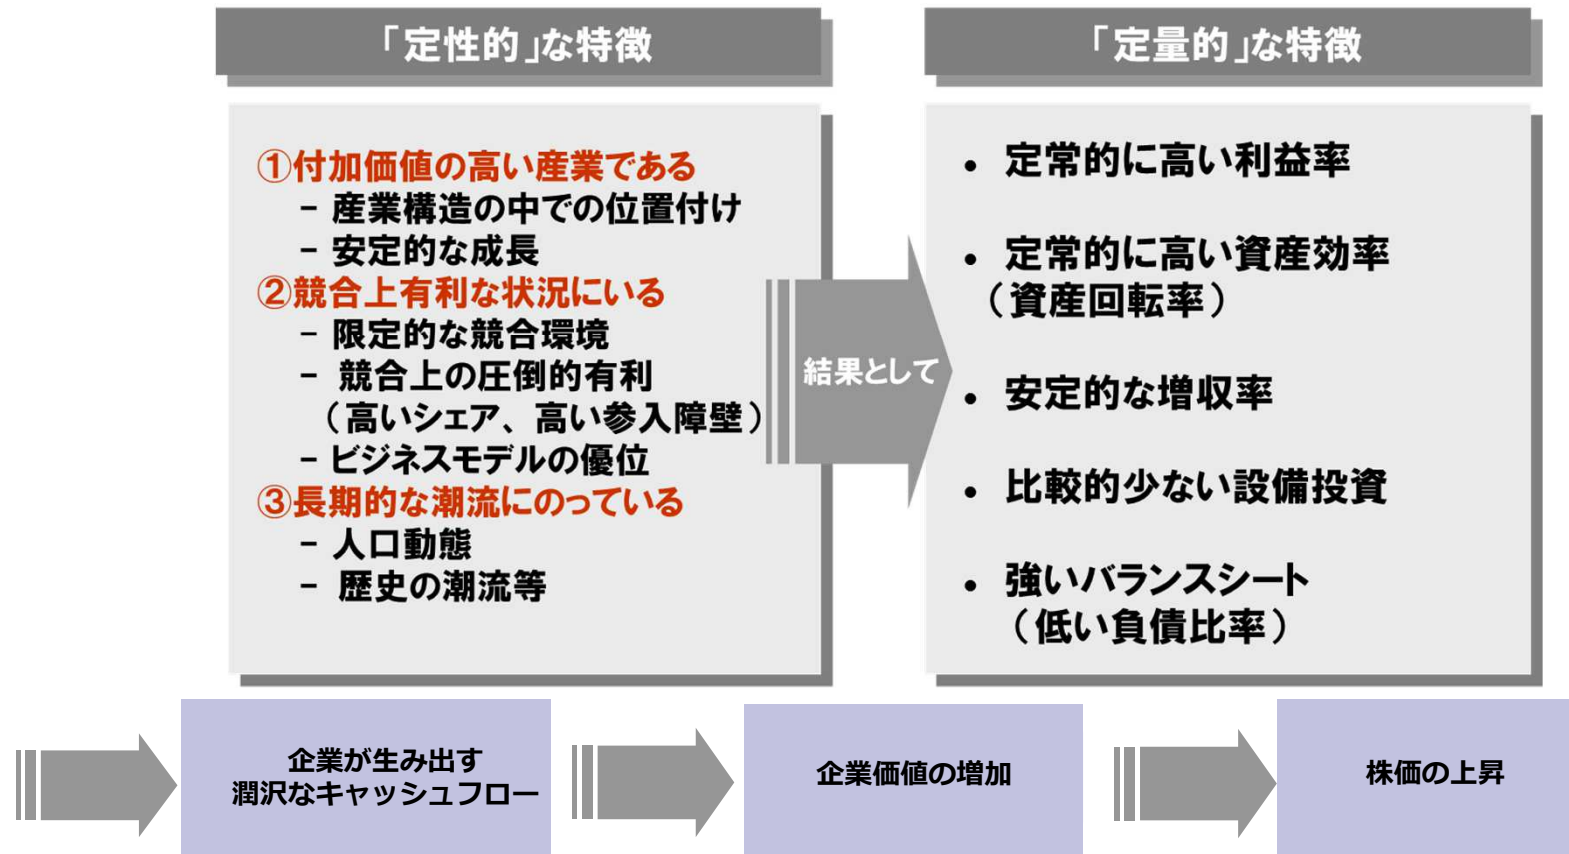 「定性的」な特徴
①付加価値の高い産業である
− 産業構造の中での位置付け
− 安定的な成長
②競合上有利な状況にいる
− 限定的な競合環境
− 競合上の圧倒的有利
（高いシェア、高い参入障壁）
− ビジネスモデルの優位
③長期的な潮流にのっている
− 人口動態
− 歴史の潮流等
結果として
「定量的」な特徴
• 定常的に高い利益率
• 定常的に高い資産効率
（資産回転率）
• 安定的な増収率
• 比較的少ない設備投資
• 強いバランスシート
（低い負債比率）
企業が生み出す
潤沢なキャッシュフロー
企業価値の増加
株価の上昇